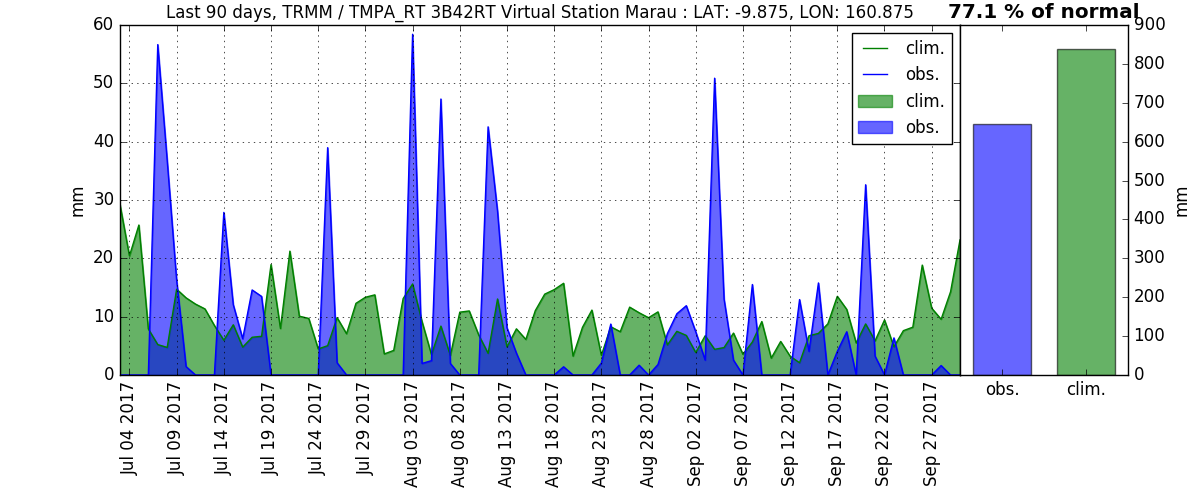 Last 90 days, TRMM / TMPA_RT 3B42RT Virtual Station Marau : LAT: -9.875, LON: 160.875
77.1 % of normal
mm
60
50
40
30
20
10
0
clim.
obs.
clim.
obs.
900
800
700
600
500
400
300
200
100
0
mm
obs.
clim.
Jul 04 2017
Jul 09 2017
Jul 14 2017
Jul 19 2017
Jul 24 2017
Jul 29 2017
Aug 03 2017
Aug 08 2017
Aug 13 2017
Aug 18 2017
Aug 23 2017
Aug 28 2017
Sep 02 2017
Sep 07 2017
Sep 12 2017
Sep 17 2017
Sep 22 2017
Sep 27 2017